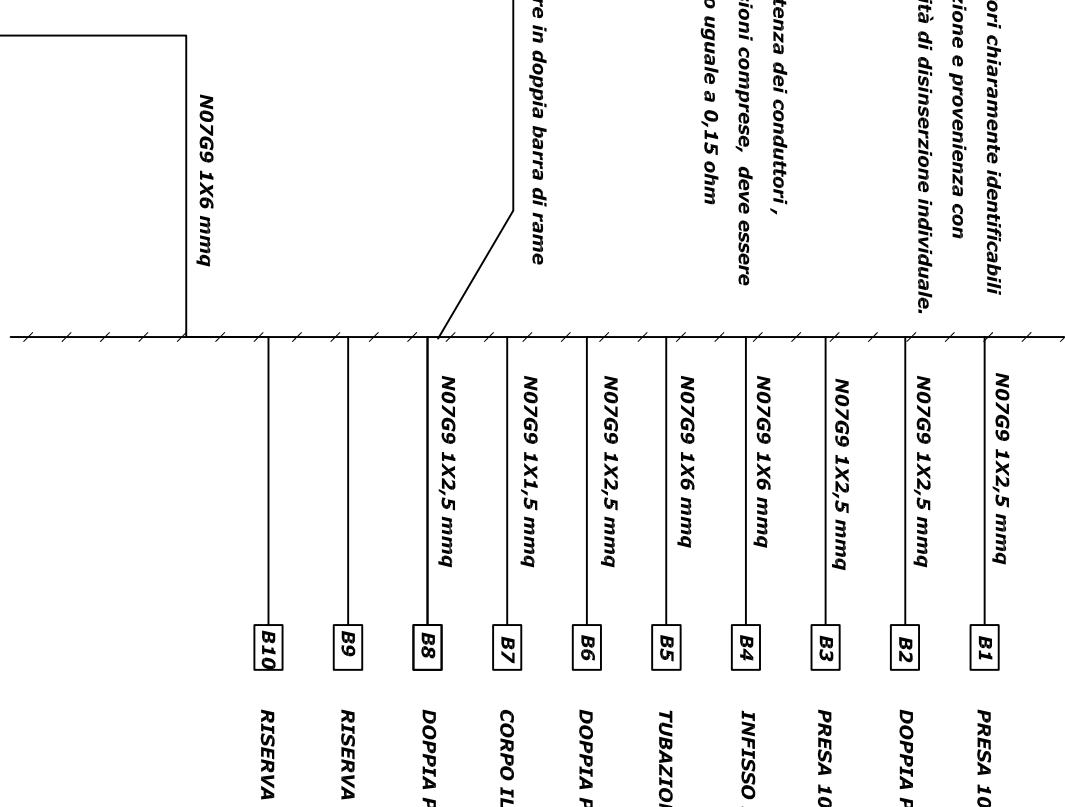 ori chiaramente identificabili
zione e provenienza con
ità di disinserzione individuale.
tenza dei conduttori ,
sioni comprese, deve essere
o uguale a 0,15 ohm
re in doppia barra di rame
N07G9 1X6 mmq
N07G9 1X2,5 mmq B1 PRESA 10
N07G9 1X2,5 mmq B2 DOPPIA P
N07G9 1X2,5 mmq B3 PRESA 10
N07G9 1X6 mmq B4 INFISSO
N07G9 1X6 mmq B5 TUBAZION
N07G9 1X2,5 mmq B6 DOPPIA P
N07G9 1X1,5 mmq B7 CORPO IL
N07G9 1X2,5 mmq B8 DOPPIA P
B9 RISERVA
B10 RISERVA